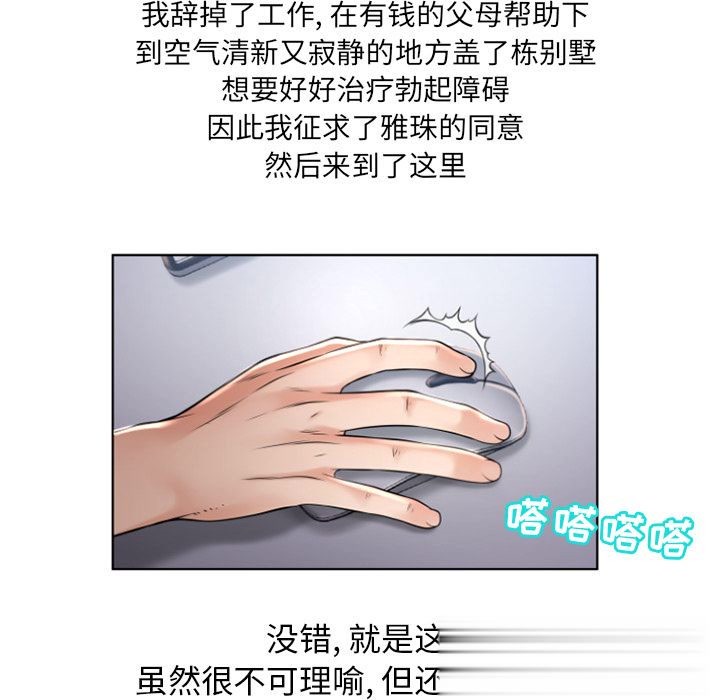 我辞掉了工作, 在有钱的父母帮助下
到空气清新又寂静的地方盖了栋别墅
想要好好治疗勃起障碍
因此我征求了雅珠的同意
然后来到了这里
嗒嗒嗒嗒
没错, 就是这
虽然很不可理喻, 但还